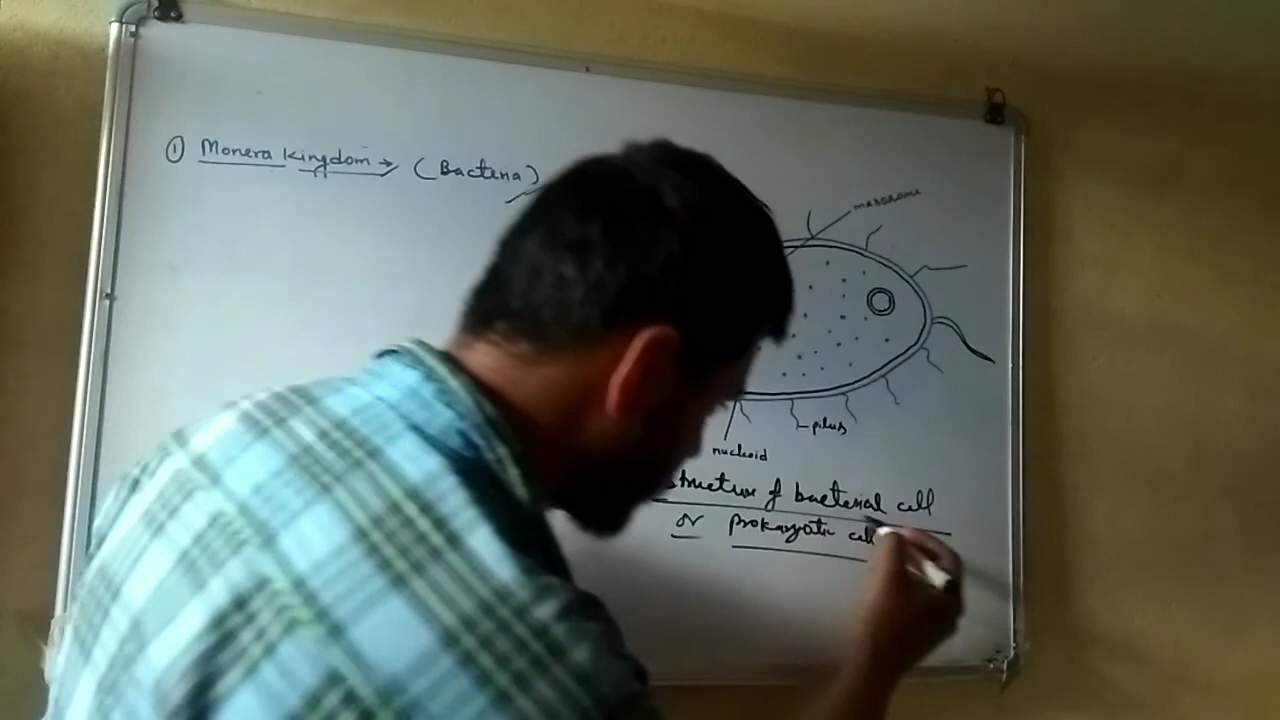 ① Monera kingdom → (Bacteria)
mesosome
pilus
nucleoid
structure of bacterial cell
or prokaryotic cell